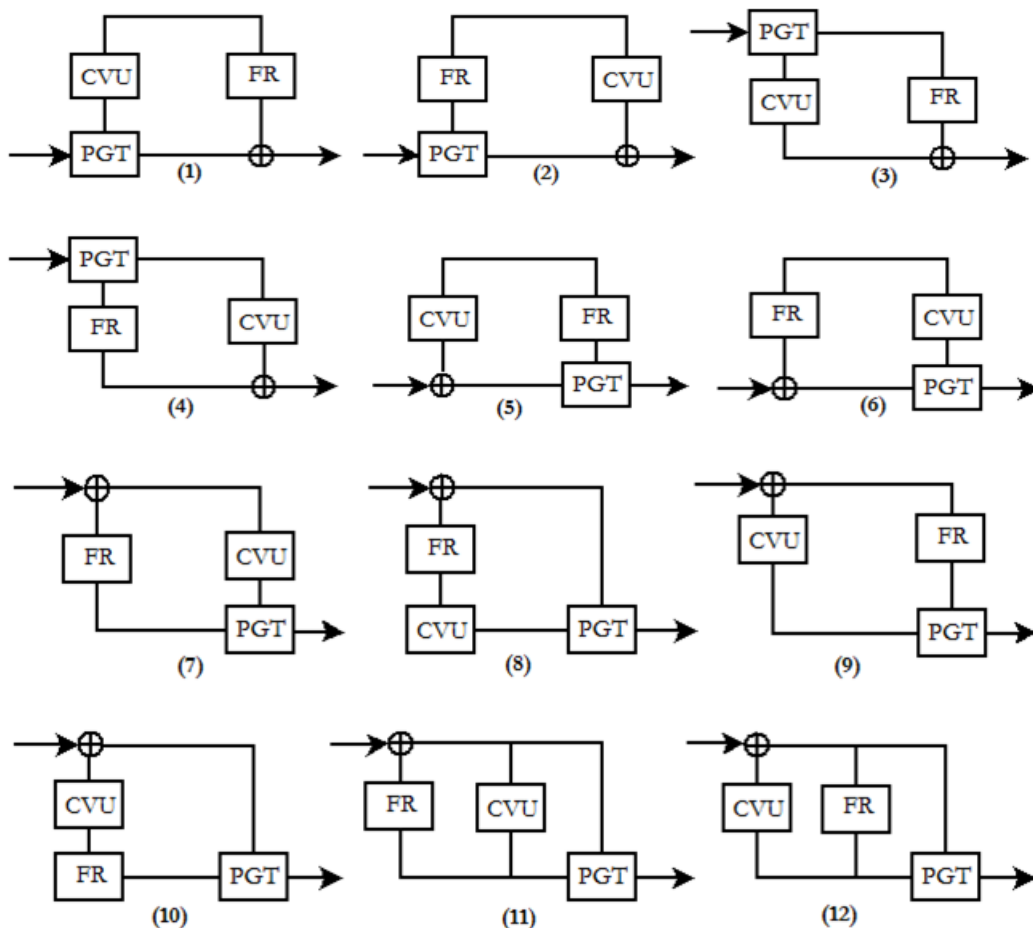 CVU FR
PGT
(1)
FR CVU
PGT
(2)
PGT
CVU FR
(3)
PGT
FR CVU
(4)
CVU FR
PGT
(5)
FR CVU
PGT
(6)
FR CVU
PGT
(7)
FR
CVU PGT
(8)
CVU FR
PGT
(9)
CVU
FR PGT
(10)
FR CVU
PGT
(11)
CVU FR
PGT
(12)